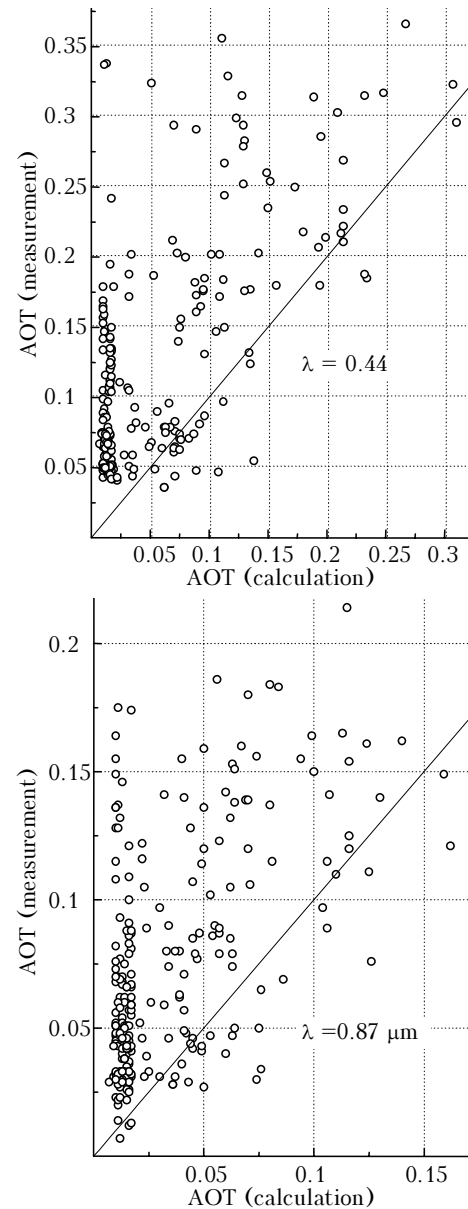 0.35
0.3
0.25
0.2
0.15
0.1
0.05
AOT (measurement)
λ = 0.44
0.05 0.1 0.15 0.2 0.25 0.3
AOT (calculation)
0.2
0.15
0.1
0.05
AOT (measurement)
λ =0.87 μm
0.05 0.1 0.15
AOT (calculation)